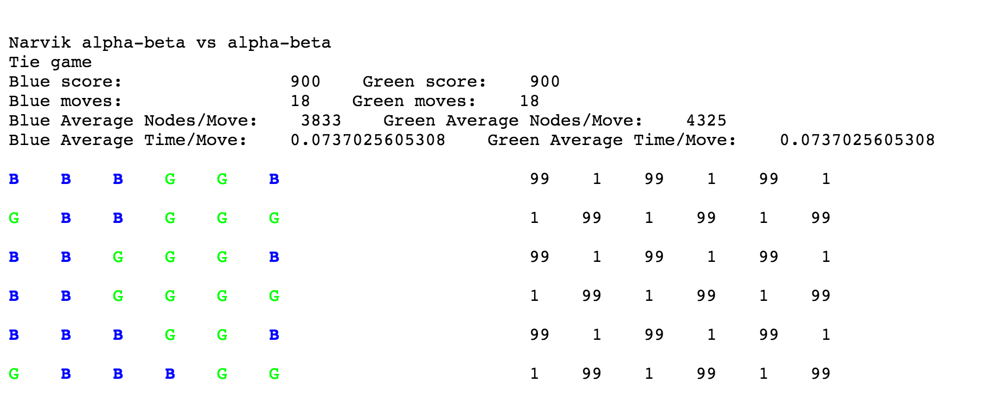 Narvik alpha-beta vs alpha-beta
Tie game
Blue score: 900 Green score: 900
Blue moves: 18 Green moves: 18
Blue Average Nodes/Move: 3833 Green Average Nodes/Move: 4325
Blue Average Time/Move: 0.0737025605308 Green Average Time/Move: 0.0737025605308
B B B G G B 99 1 99 1 99 1
G B B G G G 1 99 1 99 1 99
B B G G G B 99 1 99 1 99 1
B B G G G G 1 99 1 99 1 99
B B B G G B 99 1 99 1 99 1
G B B B G G 1 99 1 99 1 99